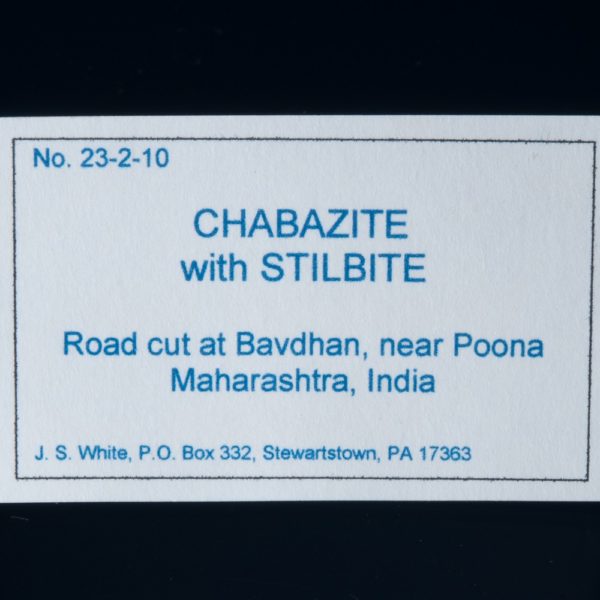 No. 23-2-10
CHABAZITE
with STILBITE
Road cut at Bavdhan, near Poona
Maharashtra, India
J. S. White, P.O. Box 332, Stewartstown, PA 17363